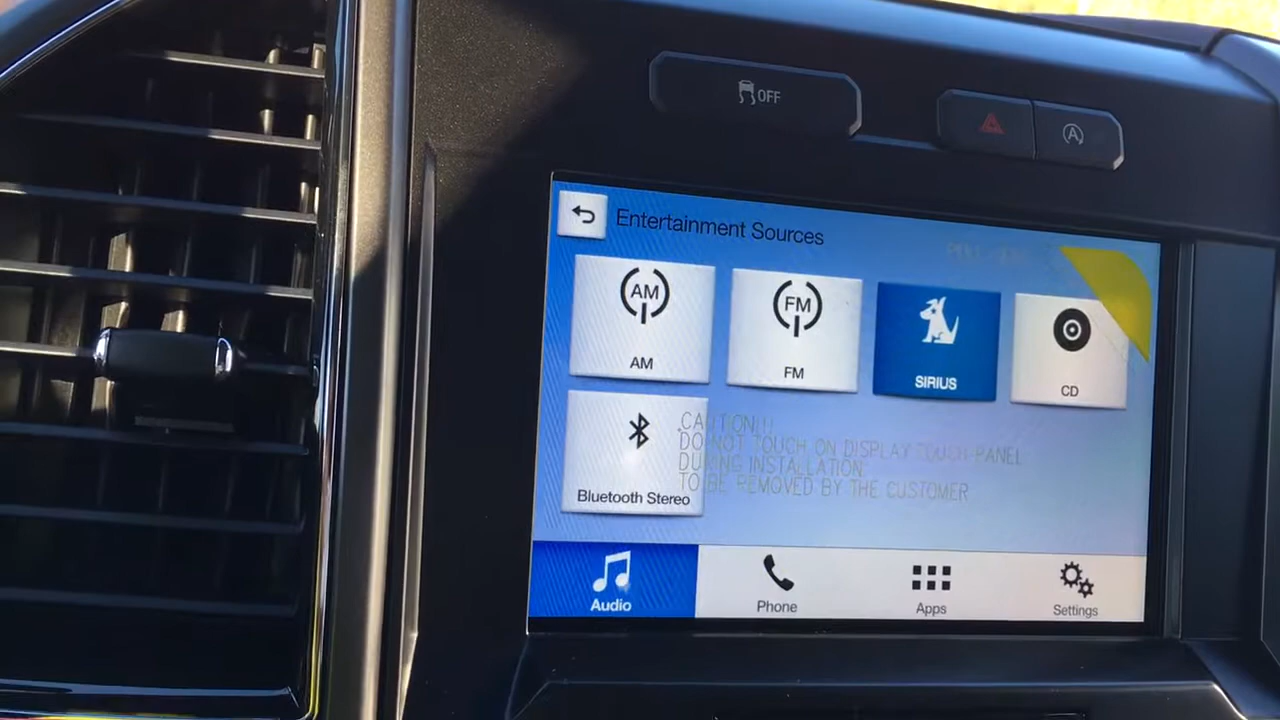 OFF
Entertainment Sources
AM
AM
FM
FM
SIRIUS
CD
Bluetooth Stereo
CAUTION!!!
DO NOT TOUCH ON DISPLAY TOUCH PANEL
DURING INSTALLATION
TO BE REMOVED BY THE CUSTOMER
Audio
Phone
Apps
Settings